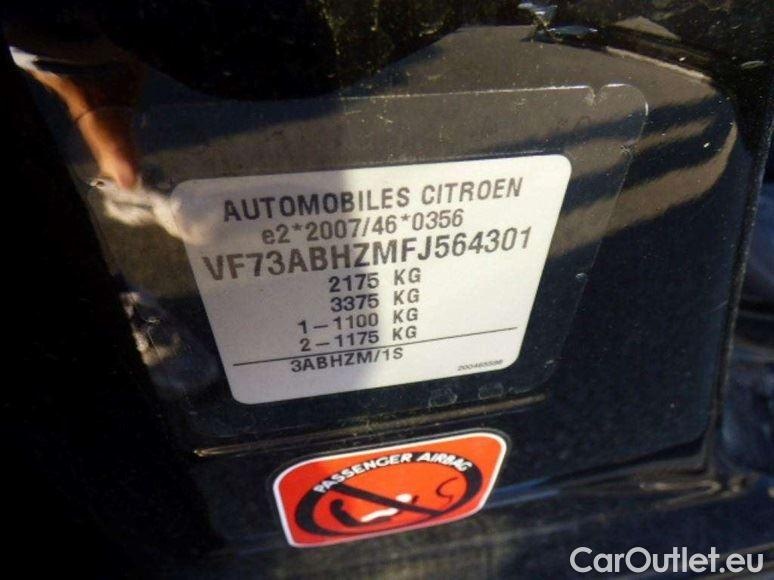 AUTOMOBILES CITROEN
e2*2007/46*0356
VF73ABHZMFJ564301
2175 KG
3375 KG
1-1100 KG
2-1175 KG
3ABHZM/1S
PASSENGER AIRBAG
CarOutlet.eu